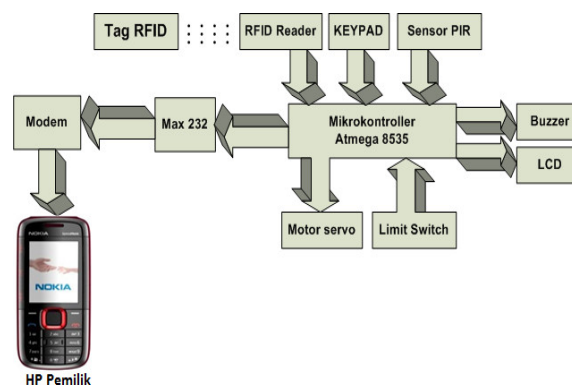 Tag RFID
RFID Reader
KEYPAD
Sensor PIR
Modem
Max 232
Mikrokontroller
Atmega 8535
Buzzer
LCD
Motor servo
Limit Switch
NOKIA
NOKIA
HP Pemilik